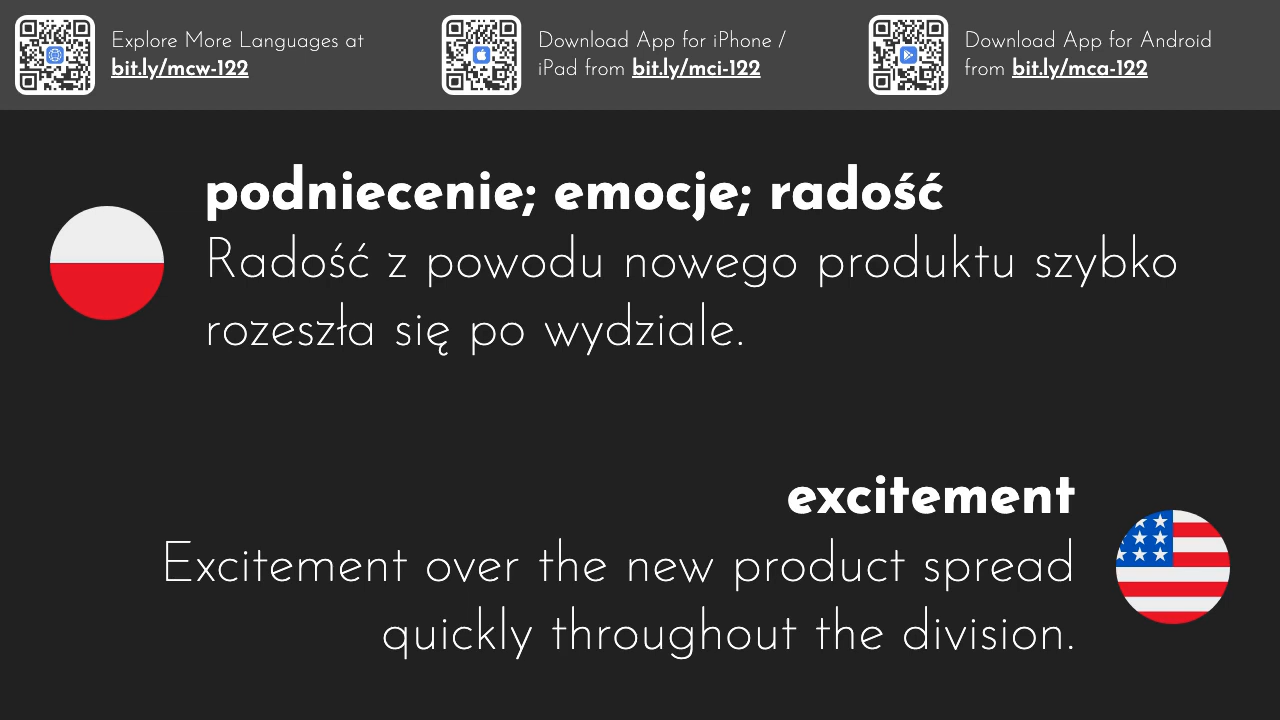 Explore More Languages at
bit.ly/mcw-122
Download App for iPhone /
iPad from bit.ly/mci-122
Download App for Android
from bit.ly/mca-122
podniecenie; emocje; radość
Radość z powodu nowego produktu szybko
rozeszła się po wydziale.
excitement
Excitement over the new product spread
quickly throughout the division.